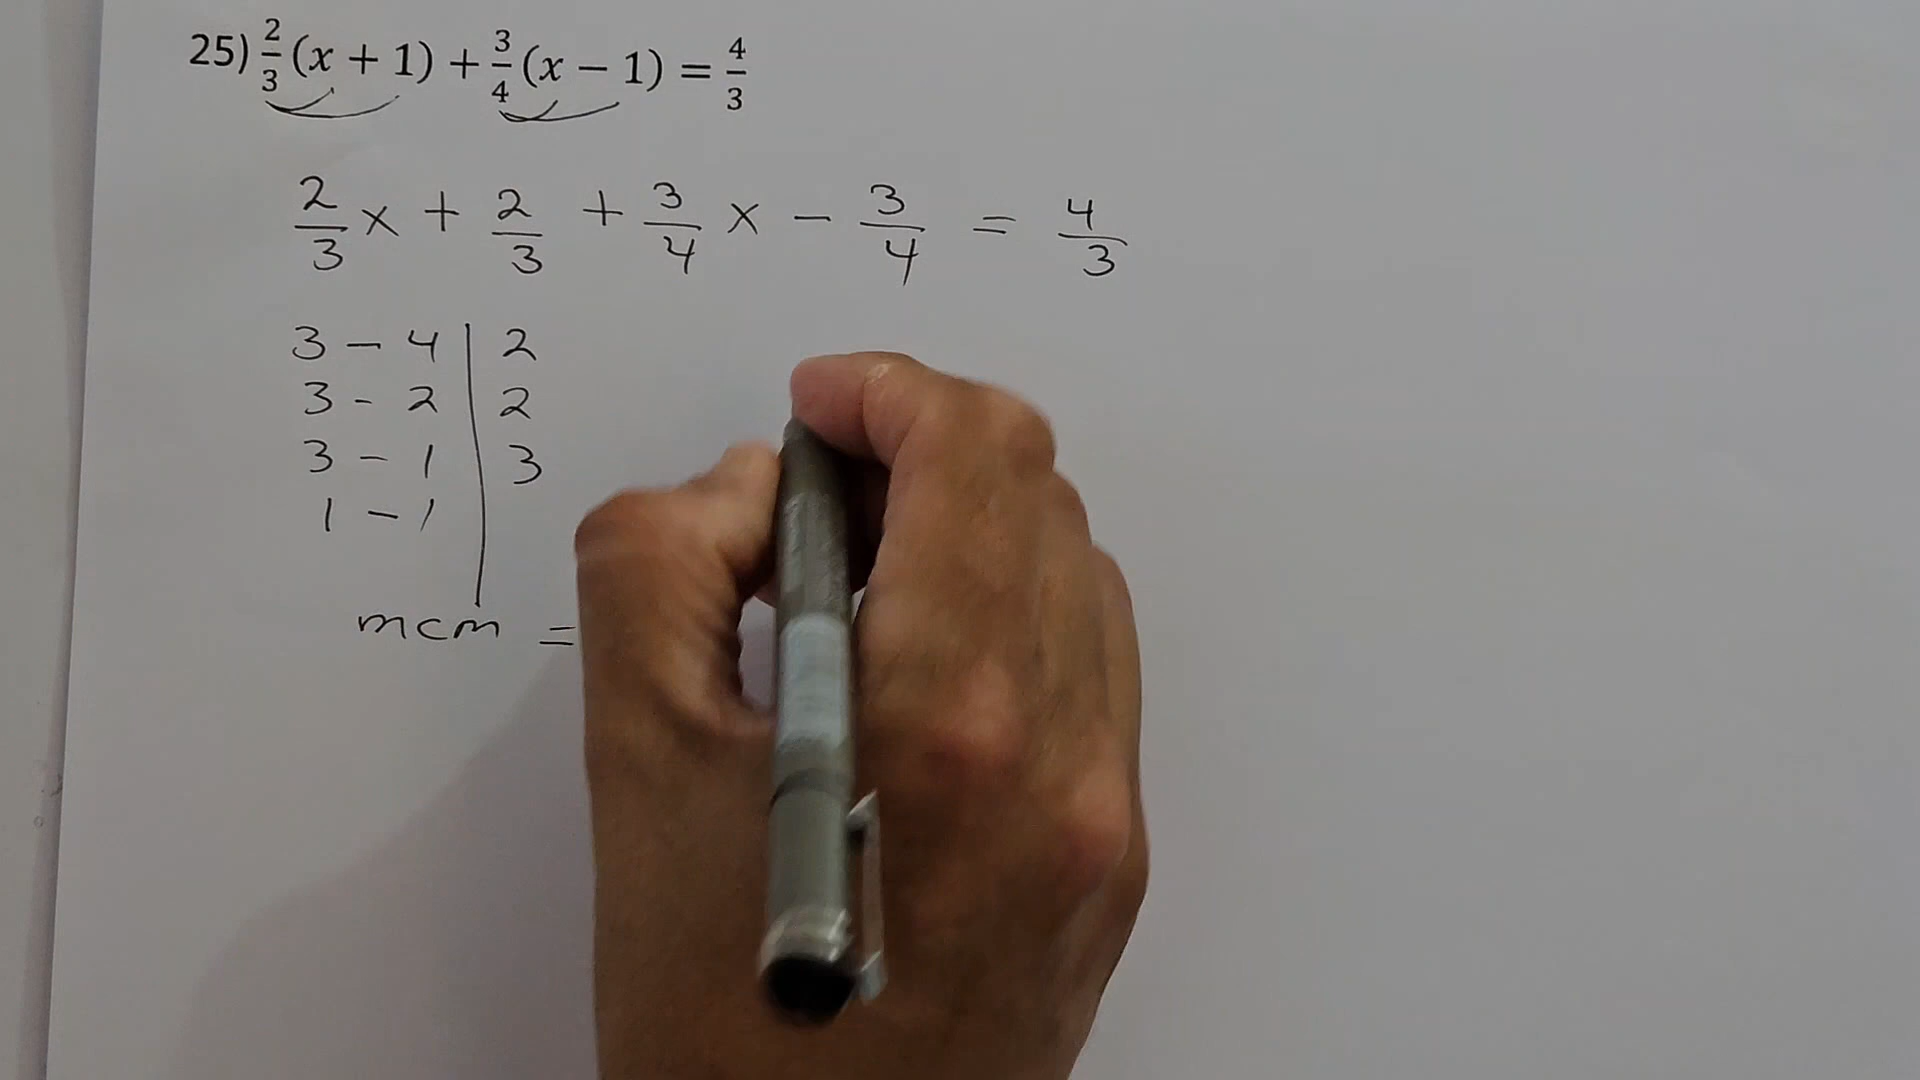 25) 2/3 (x + 1) + 3/4 (x − 1) = 4/3
2/3 x + 2/3 + 3/4 x − 3/4 = 4/3
3 − 4 | 2
3 − 2 | 2
3 − 1 | 3
1 − 1 |
mcm =